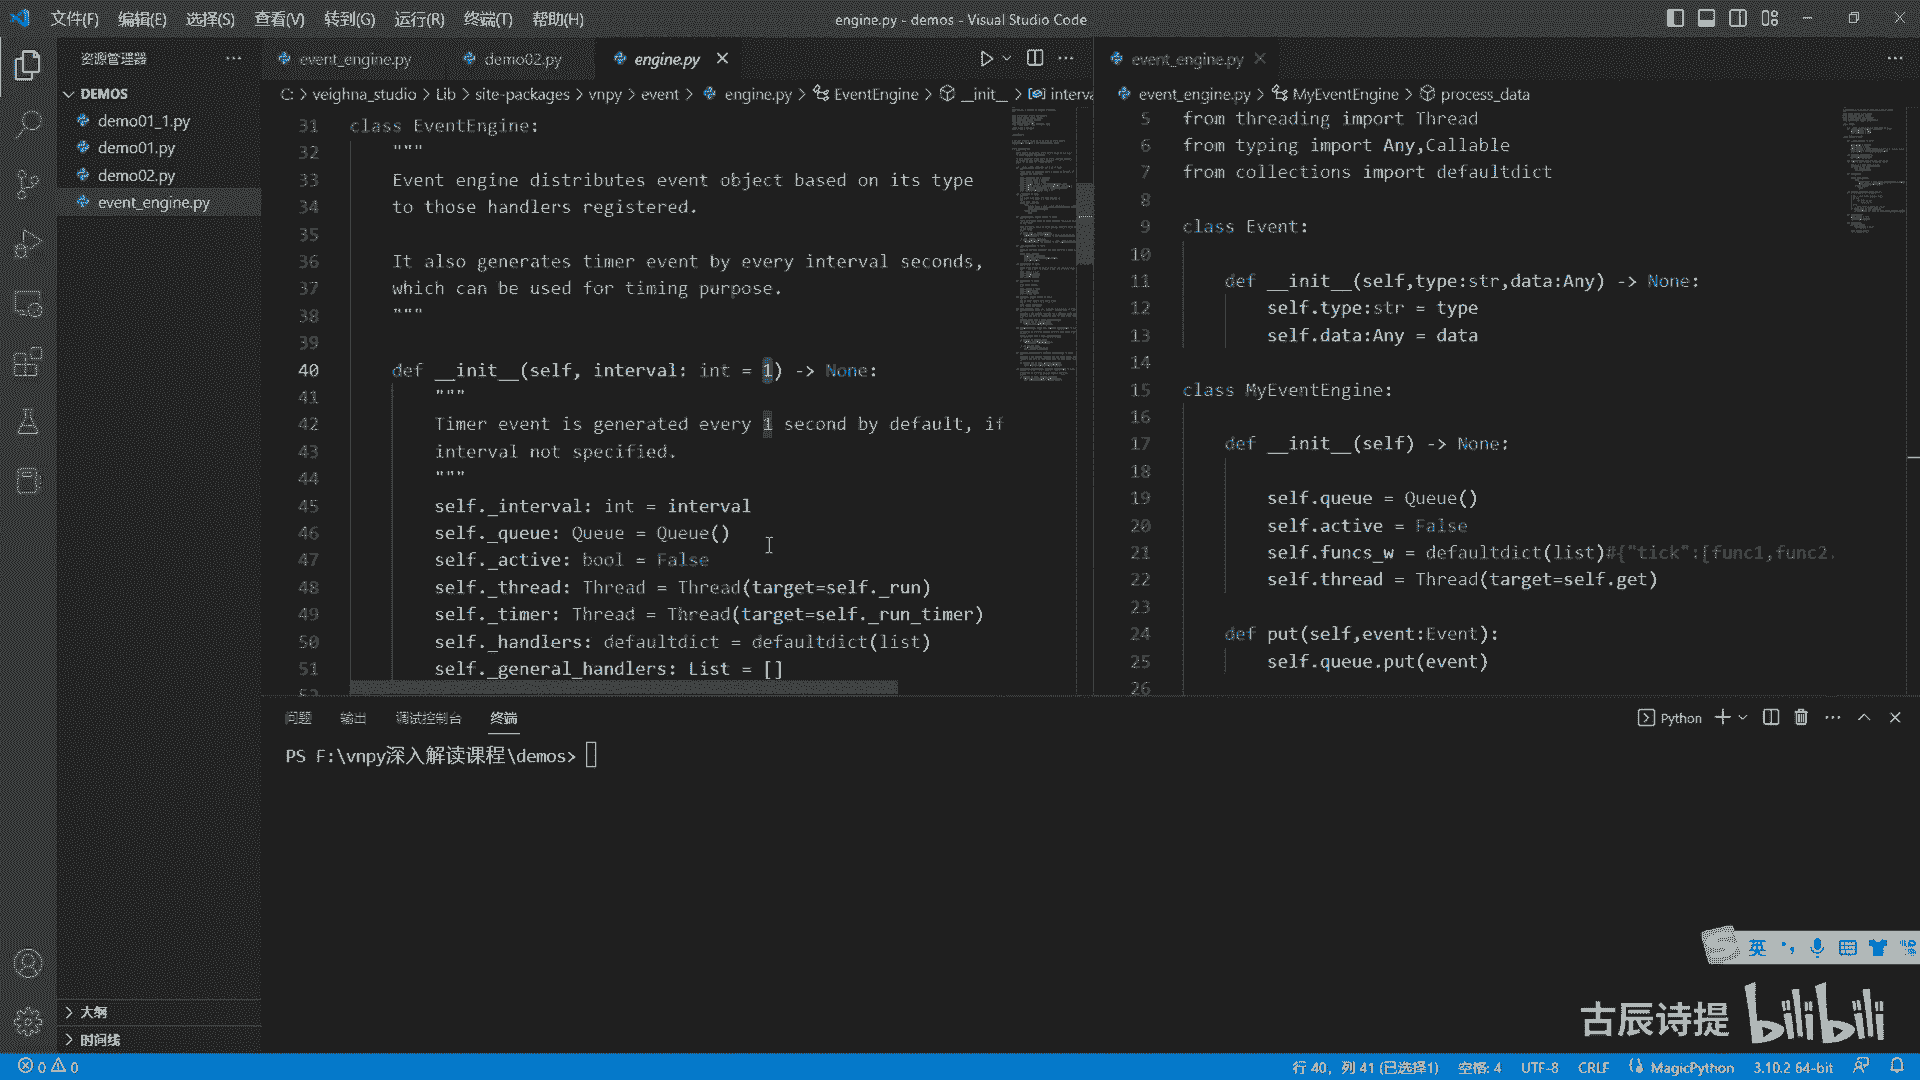 文件(F) 编辑(E) 选择(S) 查看(V) 转到(G) 运行(R) 终端(T) 帮助(H) engine.py - demos - Visual Studio Code
资源管理器
DEMOS
demo01_1.py
demo01.py
demo02.py
event_engine.py
大纲
时间线
event_engine.py demo02.py engine.py
C: > veighna_studio > Lib > site-packages > vnpy > event > engine.py > EventEngine > __init__ > interva
31 class EventEngine:
32 """
33 Event engine distributes event object based on its type
34 to those handlers registered.
35
36 It also generates timer event by every interval seconds,
37 which can be used for timing purpose.
38 """
39
40 def __init__(self, interval: int = 1) -> None:
41 """
42 Timer event is generated every 1 second by default, if
43 interval not specified.
44 """
45 self._interval: int = interval
46 self._queue: Queue = Queue()
47 self._active: bool = False
48 self._thread: Thread = Thread(target=self._run)
49 self._timer: Thread = Thread(target=self._run_timer)
50 self._handlers: defaultdict = defaultdict(list)
51 self._general_handlers: List = []
event_engine.py
event_engine.py > MyEventEngine > process_data
5 from threading import Thread
6 from typing import Any,Callable
7 from collections import defaultdict
8
9 class Event:
10
11 def __init__(self,type:str,data:Any) -> None:
12 self.type:str = type
13 self.data:Any = data
14
15 class MyEventEngine:
16
17 def __init__(self) -> None:
18
19 self.queue = Queue()
20 self.active = False
21 self.funcs_w = defaultdict(list)#{"tick":[func1,func2.
22 self.thread = Thread(target=self.get)
23
24 def put(self,event:Event):
25 self.queue.put(event)
26
问题 输出 调试控制台 终端
Python
PS F:\vnpy深入解读课程\demos>
英
古辰诗提 bilibili
0 0
行 40，列 41 (已选择1) 空格: 4 UTF-8 CRLF MagicPython 3.10.2 64-bit